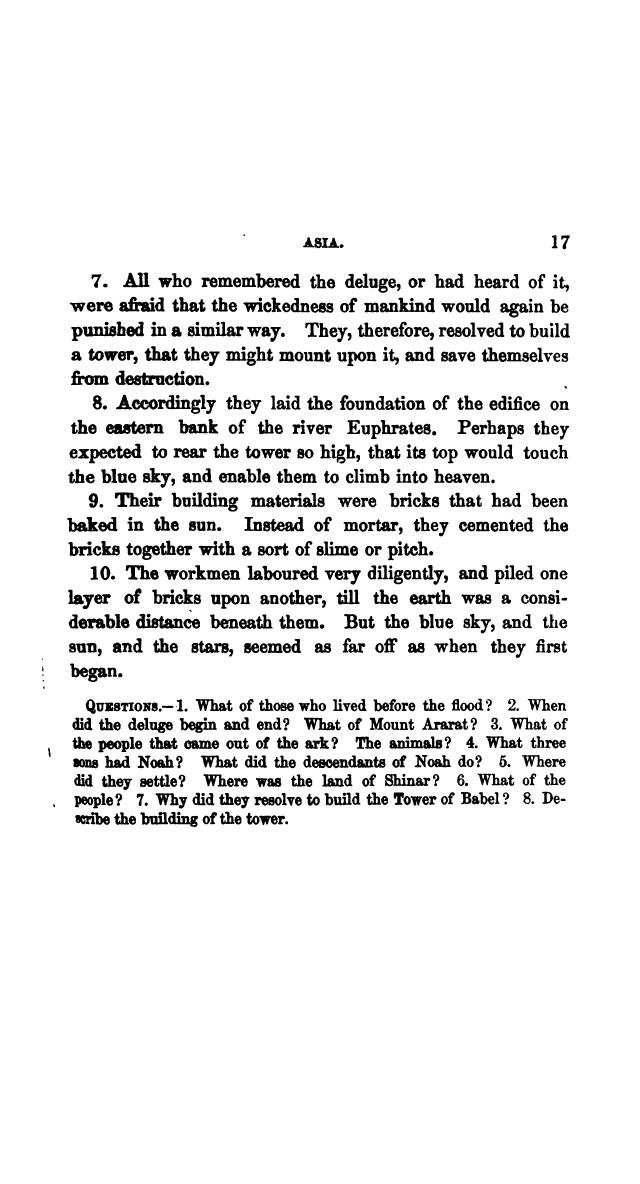 ASIA. 17
7. All who remembered the deluge, or had heard of it,
were afraid that the wickedness of mankind would again be
punished in a similar way. They, therefore, resolved to build
a tower, that they might mount upon it, and save themselves
from destruction.
8. Accordingly they laid the foundation of the edifice on
the eastern bank of the river Euphrates. Perhaps they
expected to rear the tower so high, that its top would touch
the blue sky, and enable them to climb into heaven.
9. Their building materials were bricks that had been
baked in the sun. Instead of mortar, they cemented the
bricks together with a sort of slime or pitch.
10. The workmen laboured very diligently, and piled one
layer of bricks upon another, till the earth was a consi-
derable distance beneath them. But the blue sky, and the
sun, and the stars, seemed as far off as when they first
began.
QUESTIONS.—1. What of those who lived before the flood? 2. When
did the deluge begin and end? What of Mount Ararat? 3. What of
the people that came out of the ark? The animals? 4. What three
sons had Noah? What did the descendants of Noah do? 5. Where
did they settle? Where was the land of Shinar? 6. What of the
people? 7. Why did they resolve to build the Tower of Babel? 8. De-
scribe the building of the tower.